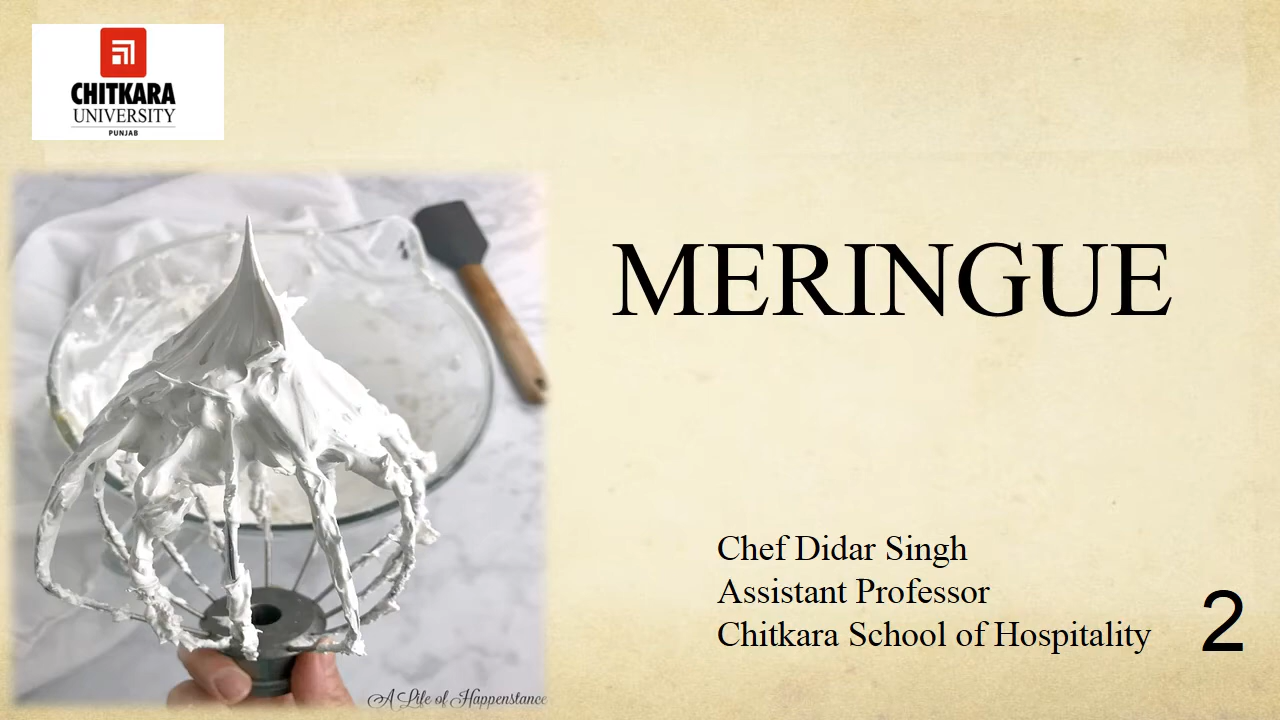 CHITKARA
UNIVERSITY
PUNJAB
MERINGUE
Chef Didar Singh
Assistant Professor
Chitkara School of Hospitality
2
A Life of Happenstance